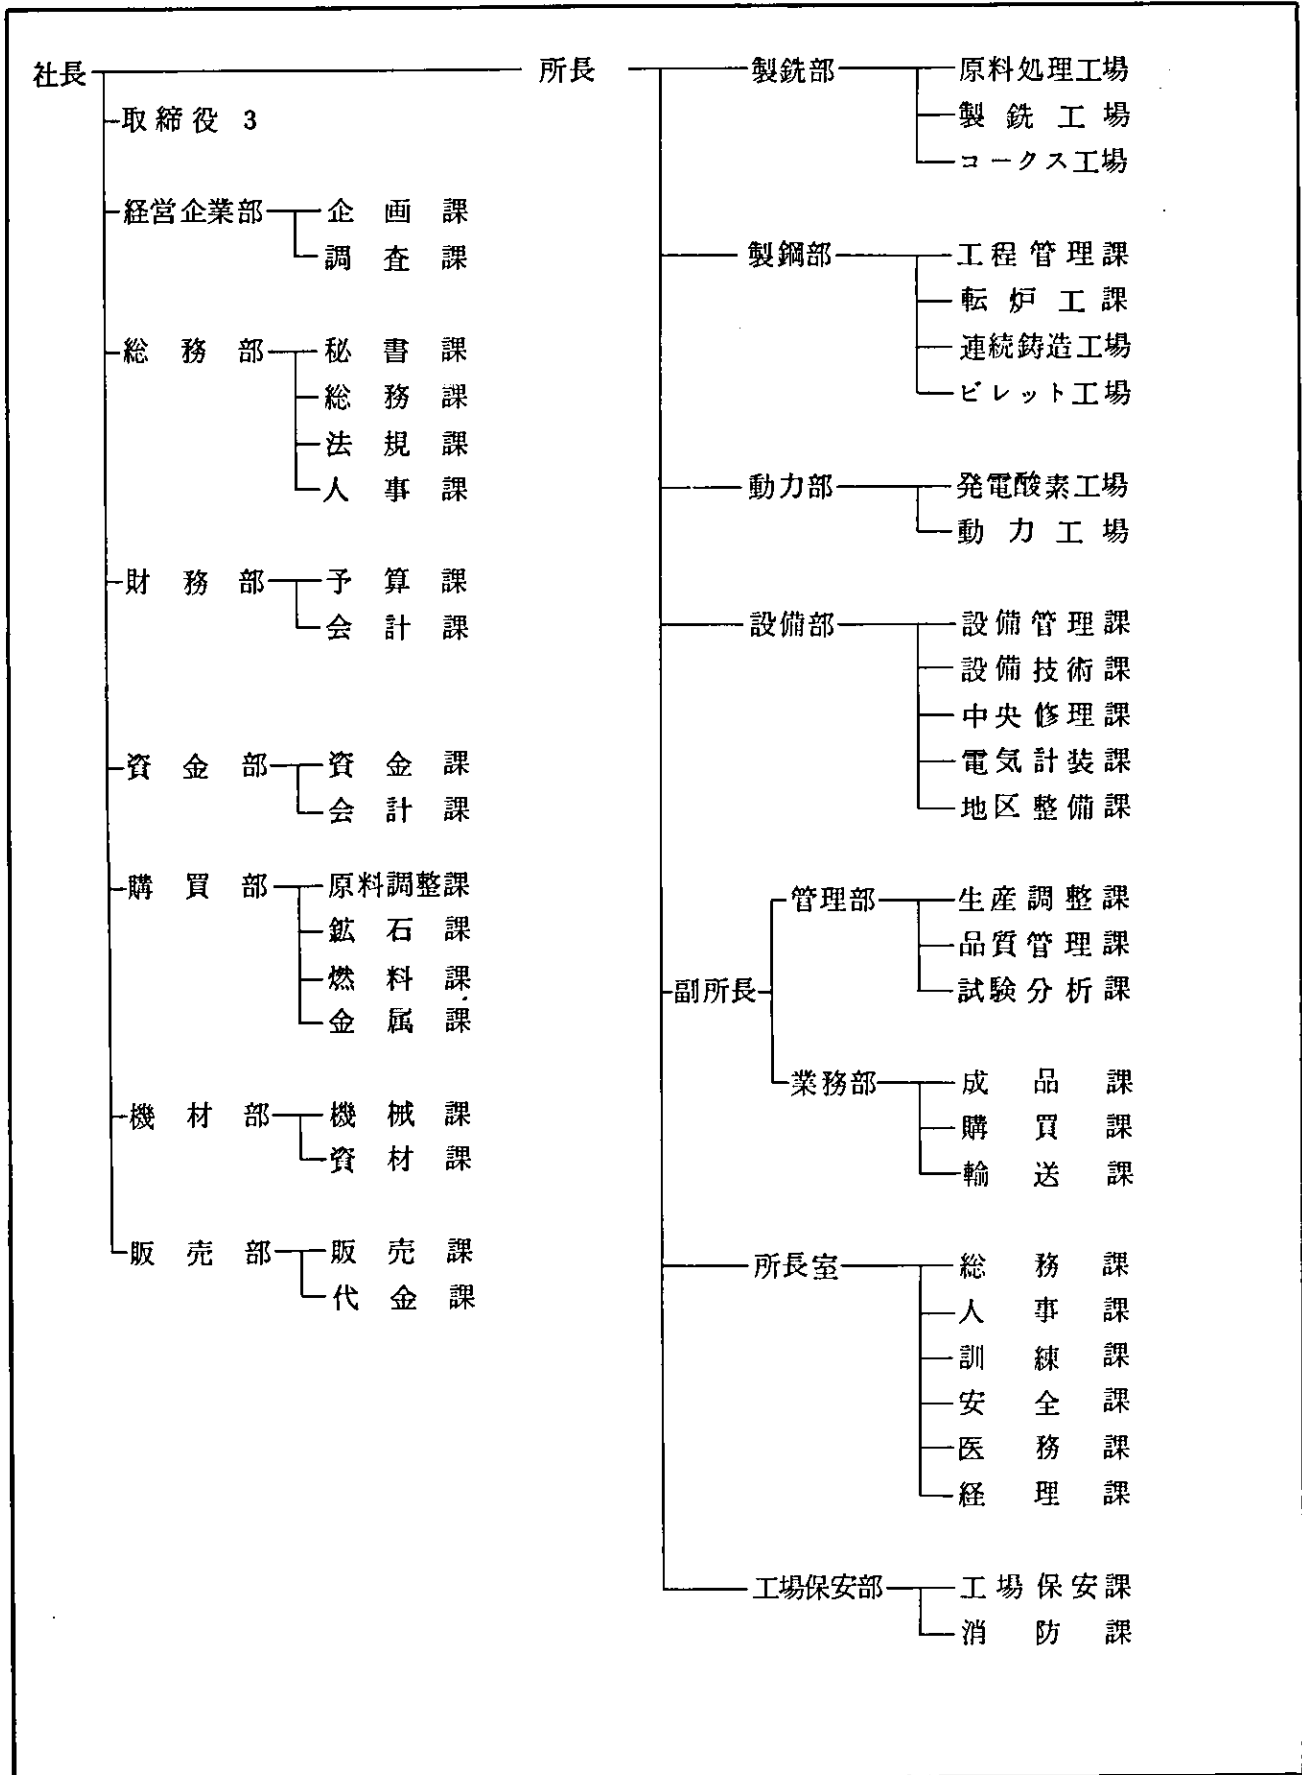 社長
取締役 3
経営企業部 企画課
調査課
総務部 秘書課
総務課
法規課
人事課
財務部 予算課
会計課
資金部 資金課
会計課
購買部 原料調整課
鉱石課
燃料課
金属課
機材部 機械課
資材課
販売部 販売課
代金課
所長 製銑部 原料処理工場
製銑工場
コークス工場
製鋼部 工程管理課
転炉工課
連続鋳造工場
ビレット工場
動力部 発電酸素工場
動力工場
設備部 設備管理課
設備技術課
中央修理課
電気計装課
地区整備課
副所長 管理部 生産調整課
品質管理課
試験分析課
業務部 成品課
購買課
輸送課
所長室 総務課
人事課
訓練課
安全課
医務課
経理課
工場保安部 工場保安課
消防課